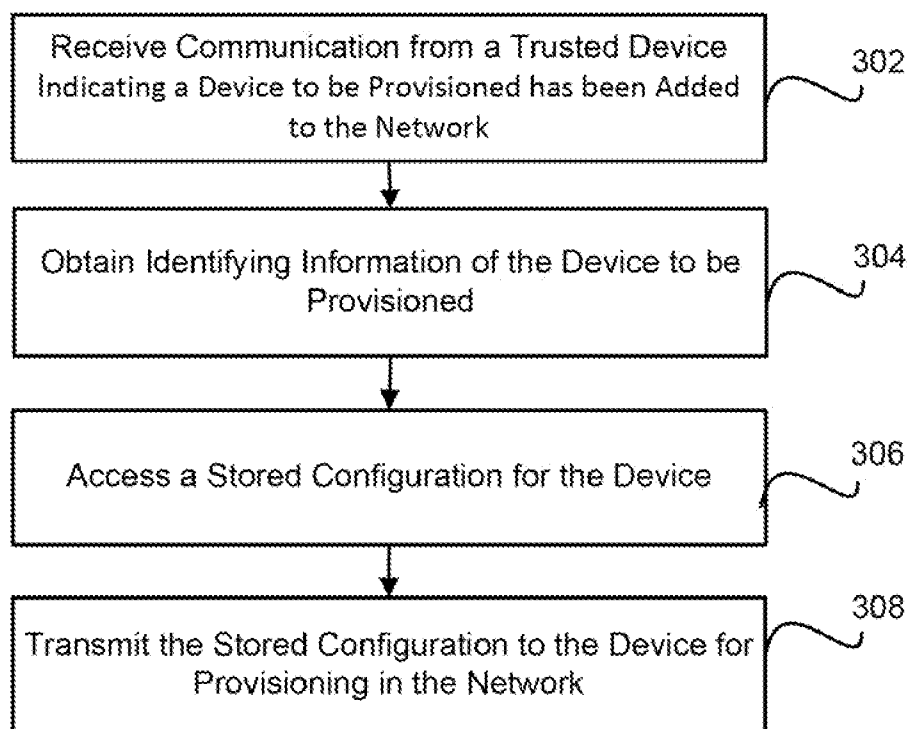 Receive Communication from a Trusted Device
Indicating a Device to be Provisioned has been Added
to the Network
302
Obtain Identifying Information of the Device to be
Provisioned
304
Access a Stored Configuration for the Device
306
Transmit the Stored Configuration to the Device for
Provisioning in the Network
308